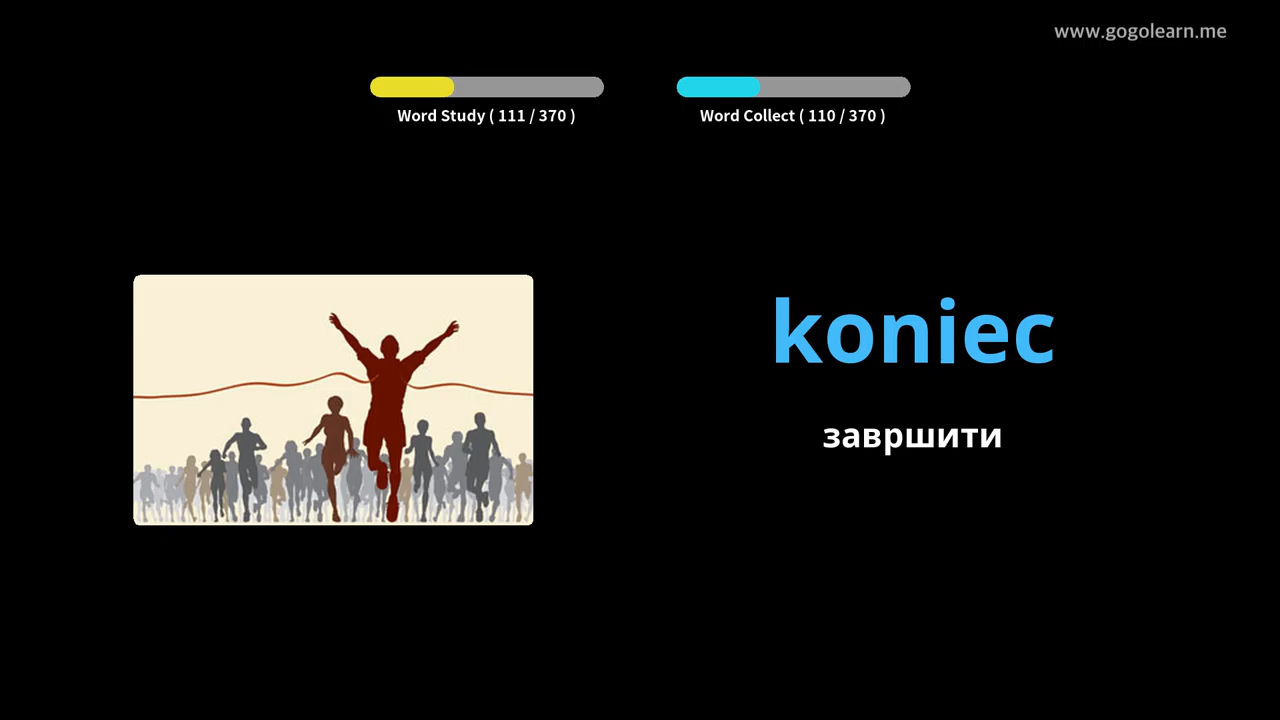 www.gogolearn.me
Word Study ( 111 / 370 )
Word Collect ( 110 / 370 )
koniec
завршити